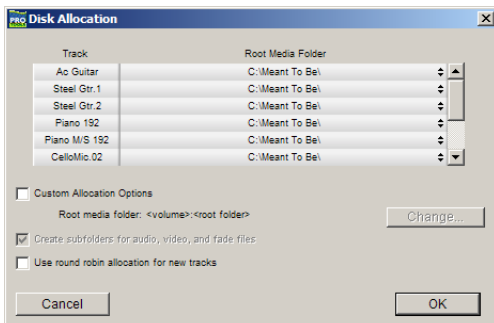 PRO TOOLS Disk Allocation
Track Root Media Folder
Ac Guitar C:\Meant To Be\
Steel Gtr.1 C:\Meant To Be\
Steel Gtr.2 C:\Meant To Be\
Piano 192 C:\Meant To Be\
Piano M/S 192 C:\Meant To Be\
CelloMic.02 C:\Meant To Be\
Custom Allocation Options
Root media folder: <volume>:<root folder>
Change...
Create subfolders for audio, video, and fade files
Use round robin allocation for new tracks
Cancel OK